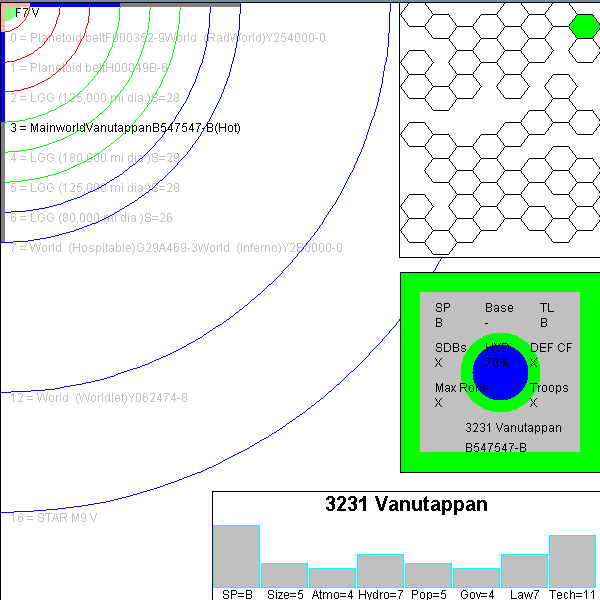 F7 V
0 = Planetoid beltF000352-9World  (RadWorld)Y254000-0
1 = Planetoid beltH00049B-6
2 = LGG (125,000 mi dia.)S=28
3 = MainworldVanutappanB547547-B(Hot)
4 = LGG (180,000 mi dia.)S=29
5 = LGG (125,000 mi dia.)S=28
6 = LGG (80,000 mi dia.)S=26
7 = World  (Hospitable)G29A469-3World  (Inferno)Y2B0000-0
12 = World  (Worldlet)Y062474-8
16 = STAR M9 V
SP Base TL
B - B
SDBs HYD DEF CF
X 70% X
Max Rons Troops
X X
3231 Vanutappan
B547547-B
3231 Vanutappan
SP=B Size=5 Atmo=4 Hydro=7 Pop=5 Gov=4 Law7 Tech=11